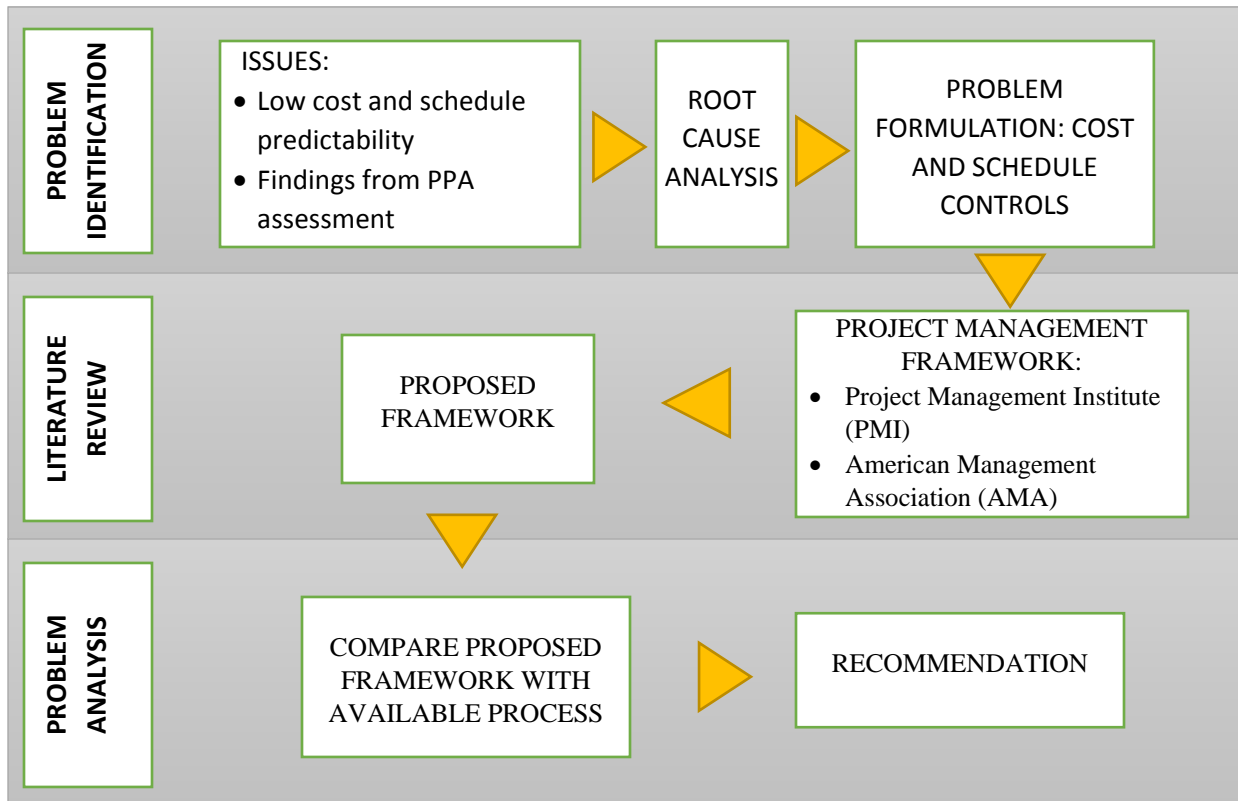 PROBLEM
IDENTIFICATION
ISSUES:
• Low cost and schedule
predictability
• Findings from PPA
assessment
ROOT
CAUSE
ANALYSIS
PROBLEM
FORMULATION: COST
AND SCHEDULE
CONTROLS
LITERATURE
REVIEW
PROPOSED
FRAMEWORK
PROJECT MANAGEMENT
FRAMEWORK:
• Project Management Institute
(PMI)
• American Management
Association (AMA)
PROBLEM
ANALYSIS
COMPARE PROPOSED
FRAMEWORK WITH
AVAILABLE PROCESS
RECOMMENDATION